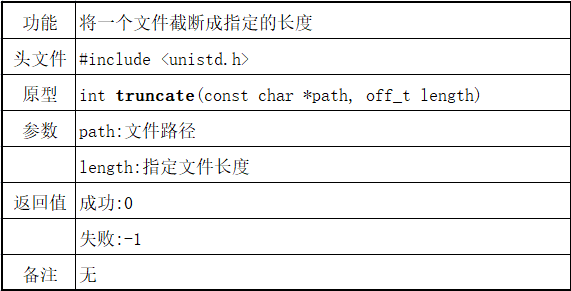 功能 将一个文件截断成指定的长度
头文件 #include <unistd.h>
原型 int truncate(const char *path, off_t length)
参数 path:文件路径
length:指定文件长度
返回值 成功:0
失败:-1
备注 无